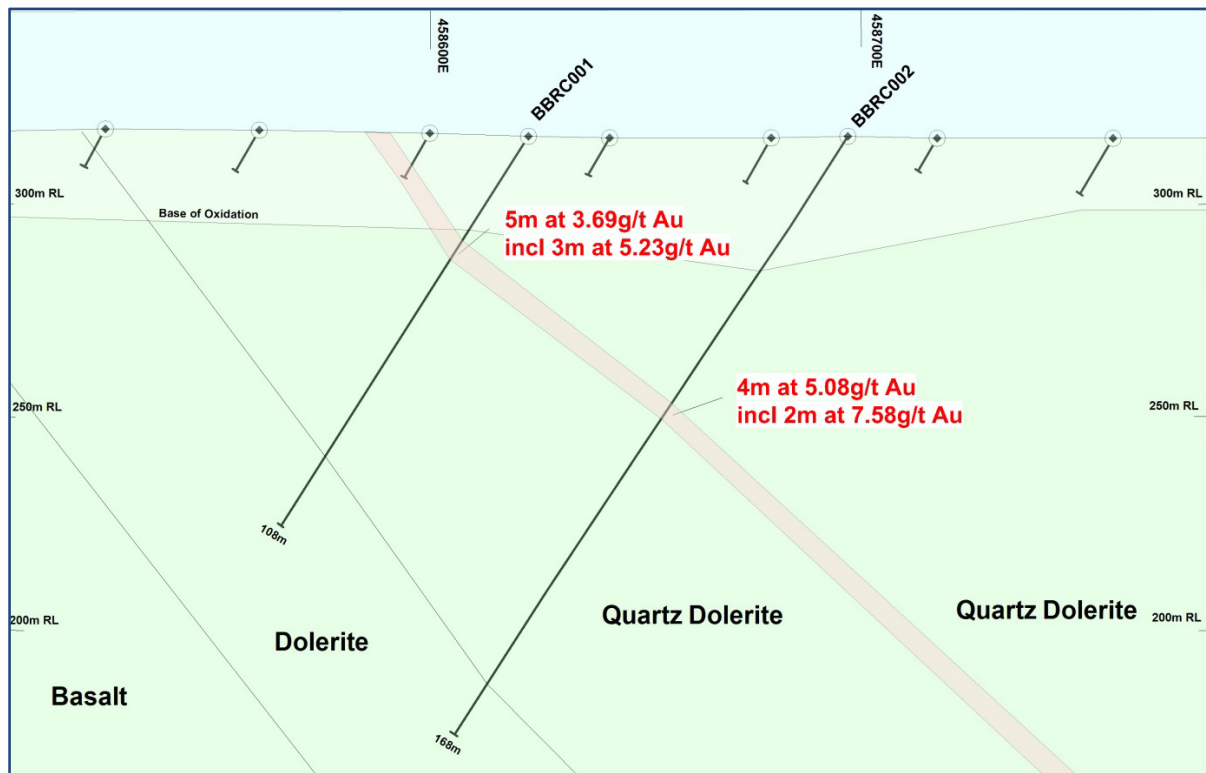 458600E
458700E
BBRC001
BBRC002
300m RL
300m RL
Base of Oxidation
5m at 3.69g/t Au
incl 3m at 5.23g/t Au
4m at 5.08g/t Au
incl 2m at 7.58g/t Au
250m RL
250m RL
108m
Quartz Dolerite
Quartz Dolerite
200m RL
200m RL
Dolerite
Basalt
168m